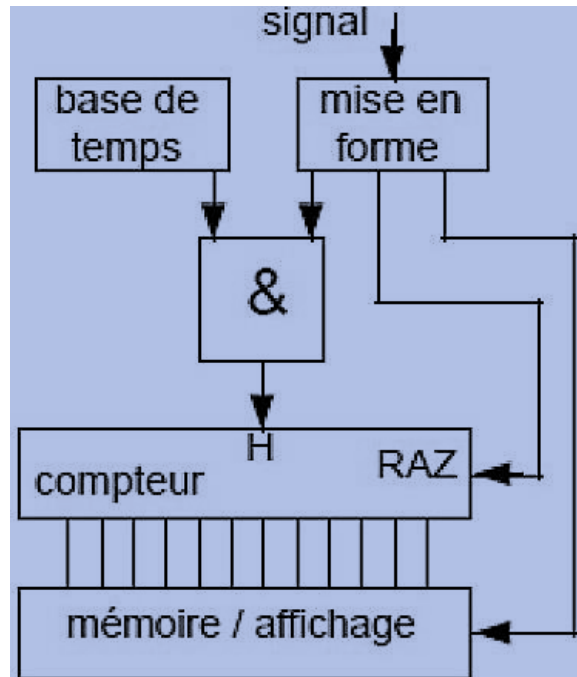 signal
base de
temps
mise en
forme
&
H
RAZ
compteur
mémoire / affichage